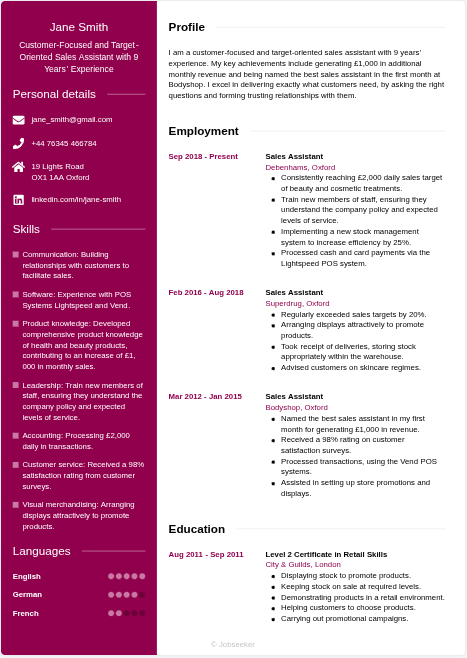 Jane Smith
Customer-Focused and Target-
Oriented Sales Assistant with 9
Years' Experience
Personal details
jane_smith@gmail.com
+44 76345 466784
19 Lights Road
OX1 1AA Oxford
linkedin.com/in/jane-smith
Skills
Communication: Building
relationships with customers to
facilitate sales.
Software: Experience with POS
Systems Lightspeed and Vend.
Product knowledge: Developed
comprehensive product knowledge
of health and beauty products,
contributing to an increase of £1,
000 in monthly sales.
Leadership: Train new members of
staff, ensuring they understand the
company policy and expected
levels of service.
Accounting: Processing £2,000
daily in transactions.
Customer service: Received a 98%
satisfaction rating from customer
surveys.
Visual merchandising: Arranging
displays attractively to promote
products.
Languages
English
German
French
Profile
I am a customer-focused and target-oriented sales assistant with 9 years'
experience. My key achievements include generating £1,000 in additional
monthly revenue and being named the best sales assistant in the first month at
Bodyshop. I excel in delivering exactly what customers need, by asking the right
questions and forming trusting relationships with them.
Employment
Sep 2018 - Present
Sales Assistant
Debenhams, Oxford
Consistently reaching £2,000 daily sales target
of beauty and cosmetic treatments.
Train new members of staff, ensuring they
understand the company policy and expected
levels of service.
Implementing a new stock management
system to increase efficiency by 25%.
Processed cash and card payments via the
Lightspeed POS system.
Feb 2016 - Aug 2018
Sales Assistant
Superdrug, Oxford
Regularly exceeded sales targets by 20%.
Arranging displays attractively to promote
products.
Took receipt of deliveries, storing stock
appropriately within the warehouse.
Advised customers on skincare regimes.
Mar 2012 - Jan 2015
Sales Assistant
Bodyshop, Oxford
Named the best sales assistant in my first
month for generating £1,000 in revenue.
Received a 98% rating on customer
satisfaction surveys.
Processed transactions, using the Vend POS
systems.
Assisted in setting up store promotions and
displays.
Education
Aug 2011 - Sep 2011
Level 2 Certificate in Retail Skills
City & Guilds, London
Displaying stock to promote products.
Keeping stock on sale at required levels.
Demonstrating products in a retail environment.
Helping customers to choose products.
Carrying out promotional campaigns.
© Jobseeker